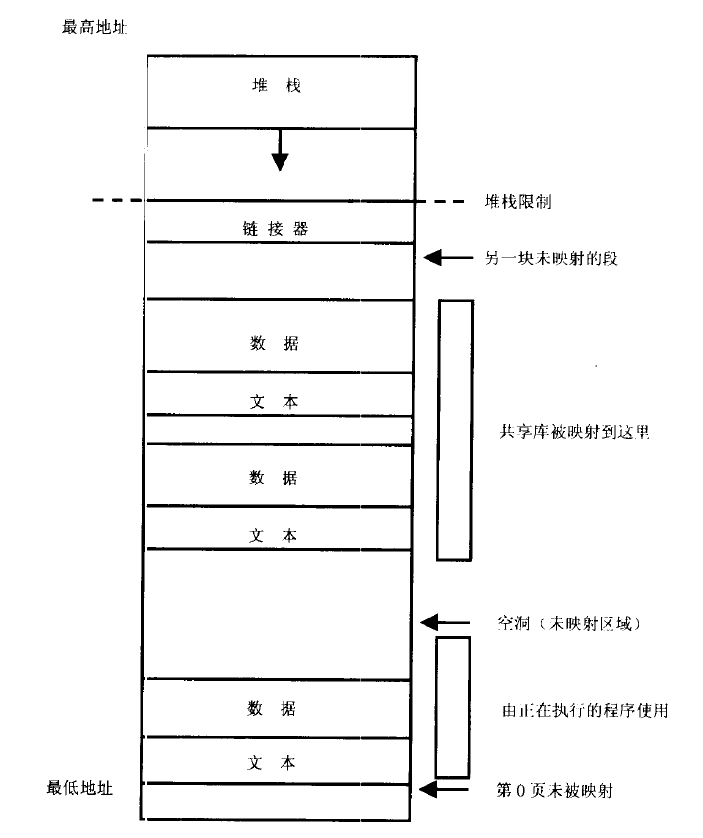 最高地址
堆 栈
堆栈限制
链 接 器
另一块未映射的段
数 据
文 本
共享库被映射到这里
数 据
文 本
空洞（未映射区域）
数 据
由正在执行的程序使用
文 本
最低地址
第 0 页未被映射